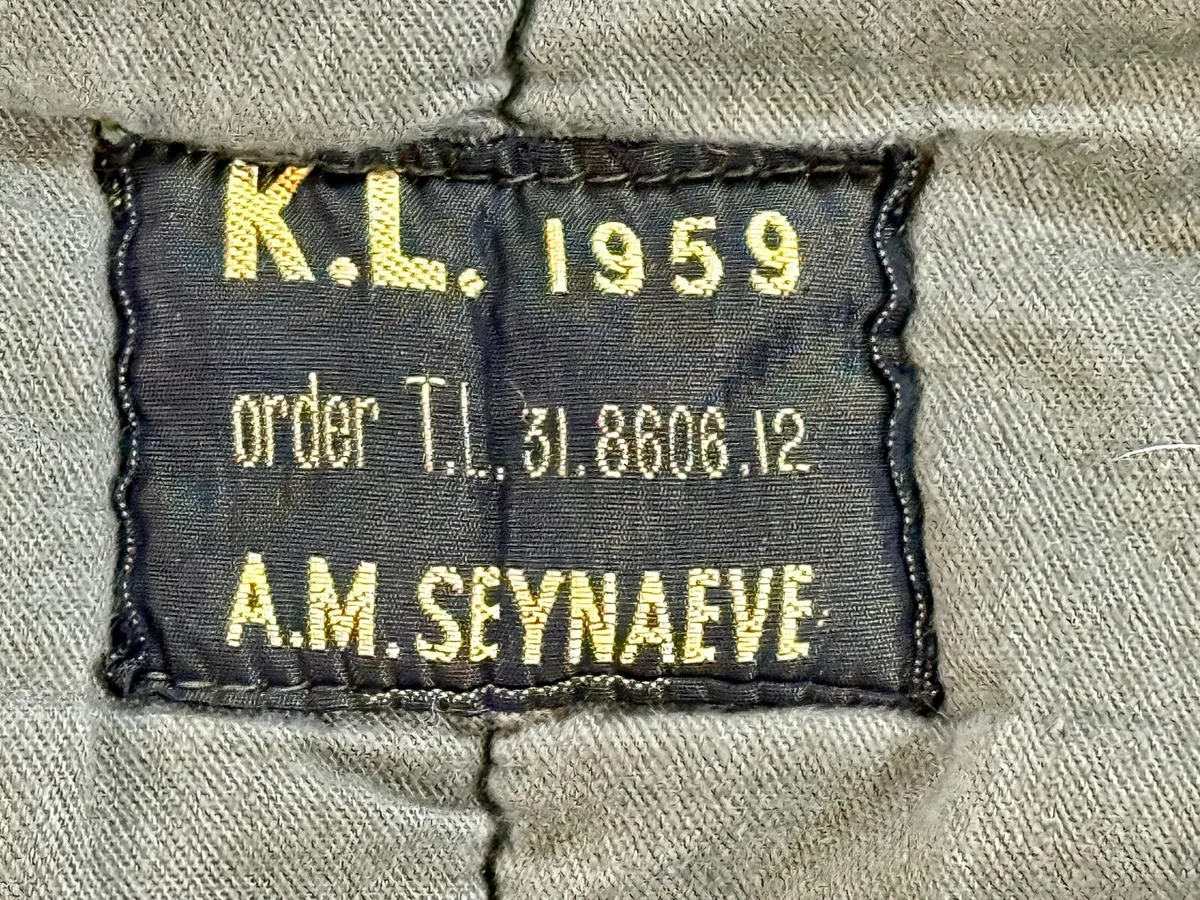 K.L. 1959
order T.L. 31.8606.12
A.M. SEYNAEVE